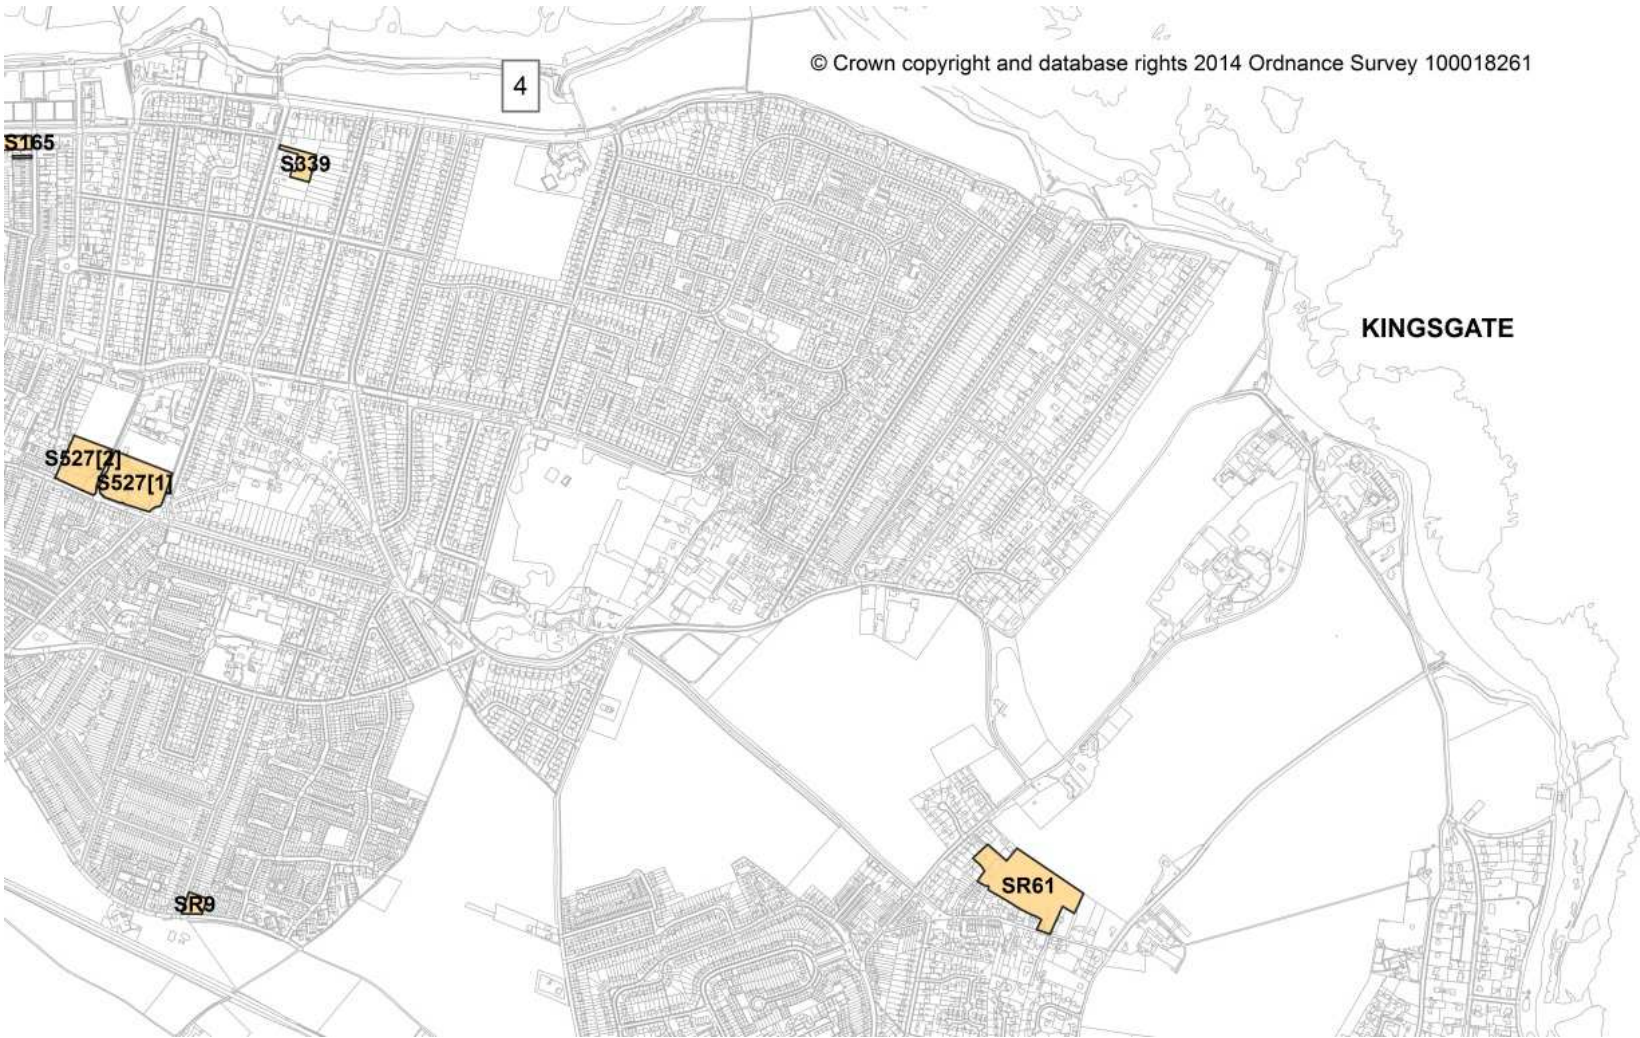 © Crown copyright and database rights 2014 Ordnance Survey 100018261
4
S165
S339
KINGSGATE
S527[2]
S527[1]
SR61
SR9